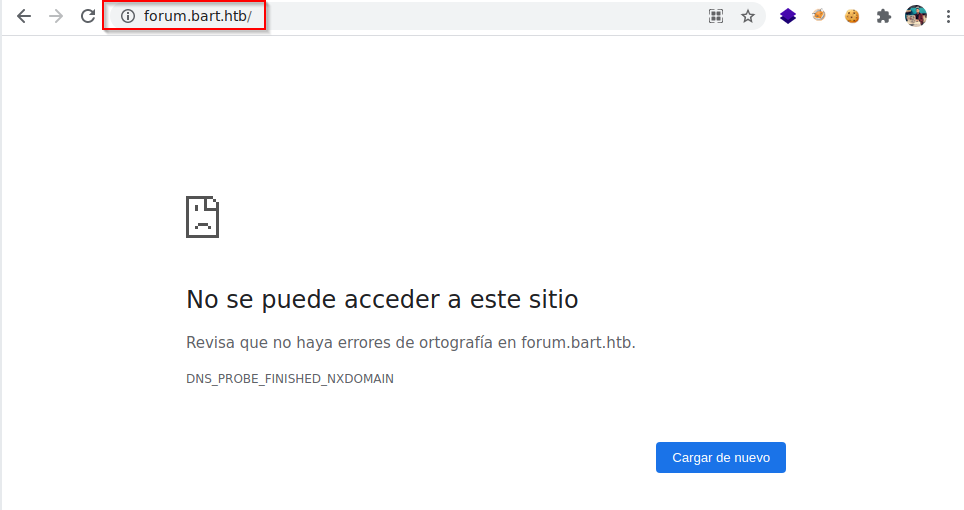 forum.bart.htb/
No se puede acceder a este sitio
Revisa que no haya errores de ortografía en forum.bart.htb.
DNS_PROBE_FINISHED_NXDOMAIN
Cargar de nuevo